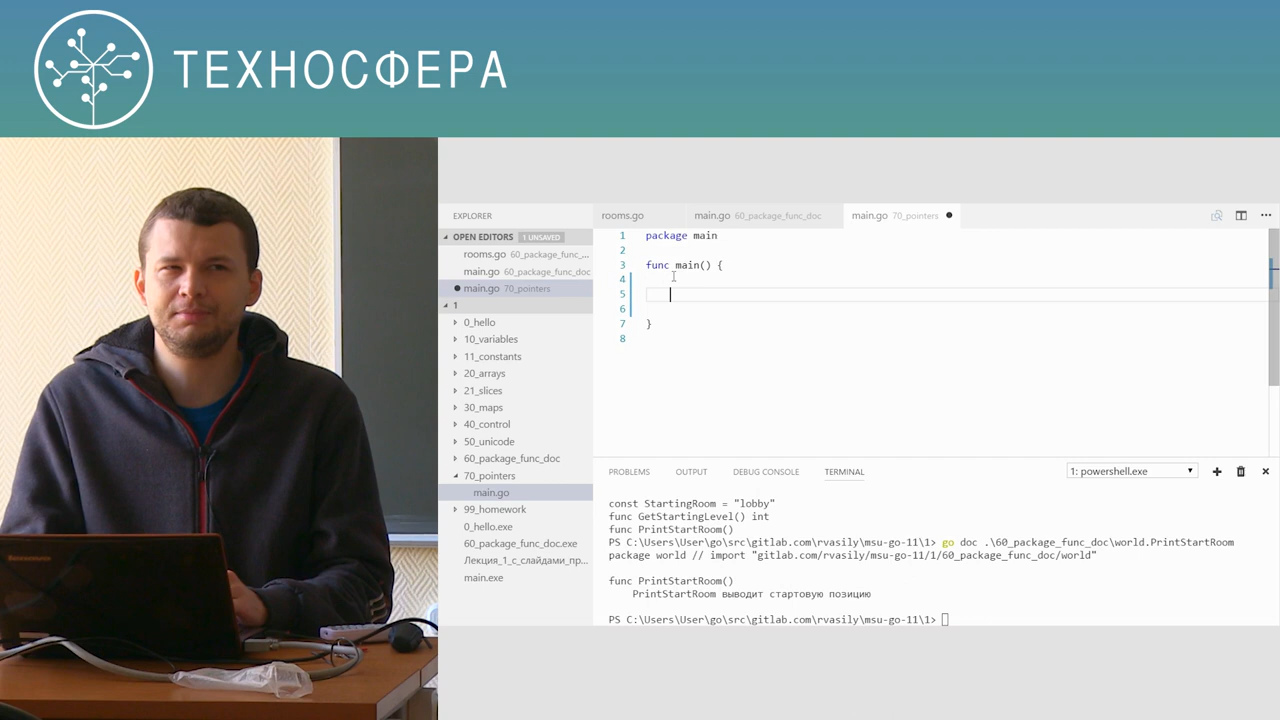 ТЕХНОСФЕРА
EXPLORER
OPEN EDITORS 1 UNSAVED
rooms.go 60_package_func_...
main.go 60_package_func_doc
main.go 70_pointers
1
0_hello
10_variables
11_constants
20_arrays
21_slices
30_maps
40_control
50_unicode
60_package_func_doc
70_pointers
main.go
99_homework
0_hello.exe
60_package_func_doc.exe
Лекция_1_с_слайдами_пр...
main.exe
rooms.go
main.go 60_package_func_doc
main.go 70_pointers
1 package main
2
3 func main() {
4
5
6
7 }
8
PROBLEMS OUTPUT DEBUG CONSOLE TERMINAL
1: powershell.exe
const StartingRoom = "lobby"
func GetStartingLevel() int
func PrintStartRoom()
PS C:\Users\User\go\src\gitlab.com\rvasily\msu-go-11\1> go doc .\60_package_func_doc\world.PrintStartRoom
package world // import "gitlab.com/rvasily/msu-go-11/1/60_package_func_doc/world"
func PrintStartRoom()
PrintStartRoom выводит стартовую позицию
PS C:\Users\User\go\src\gitlab.com\rvasily\msu-go-11\1>